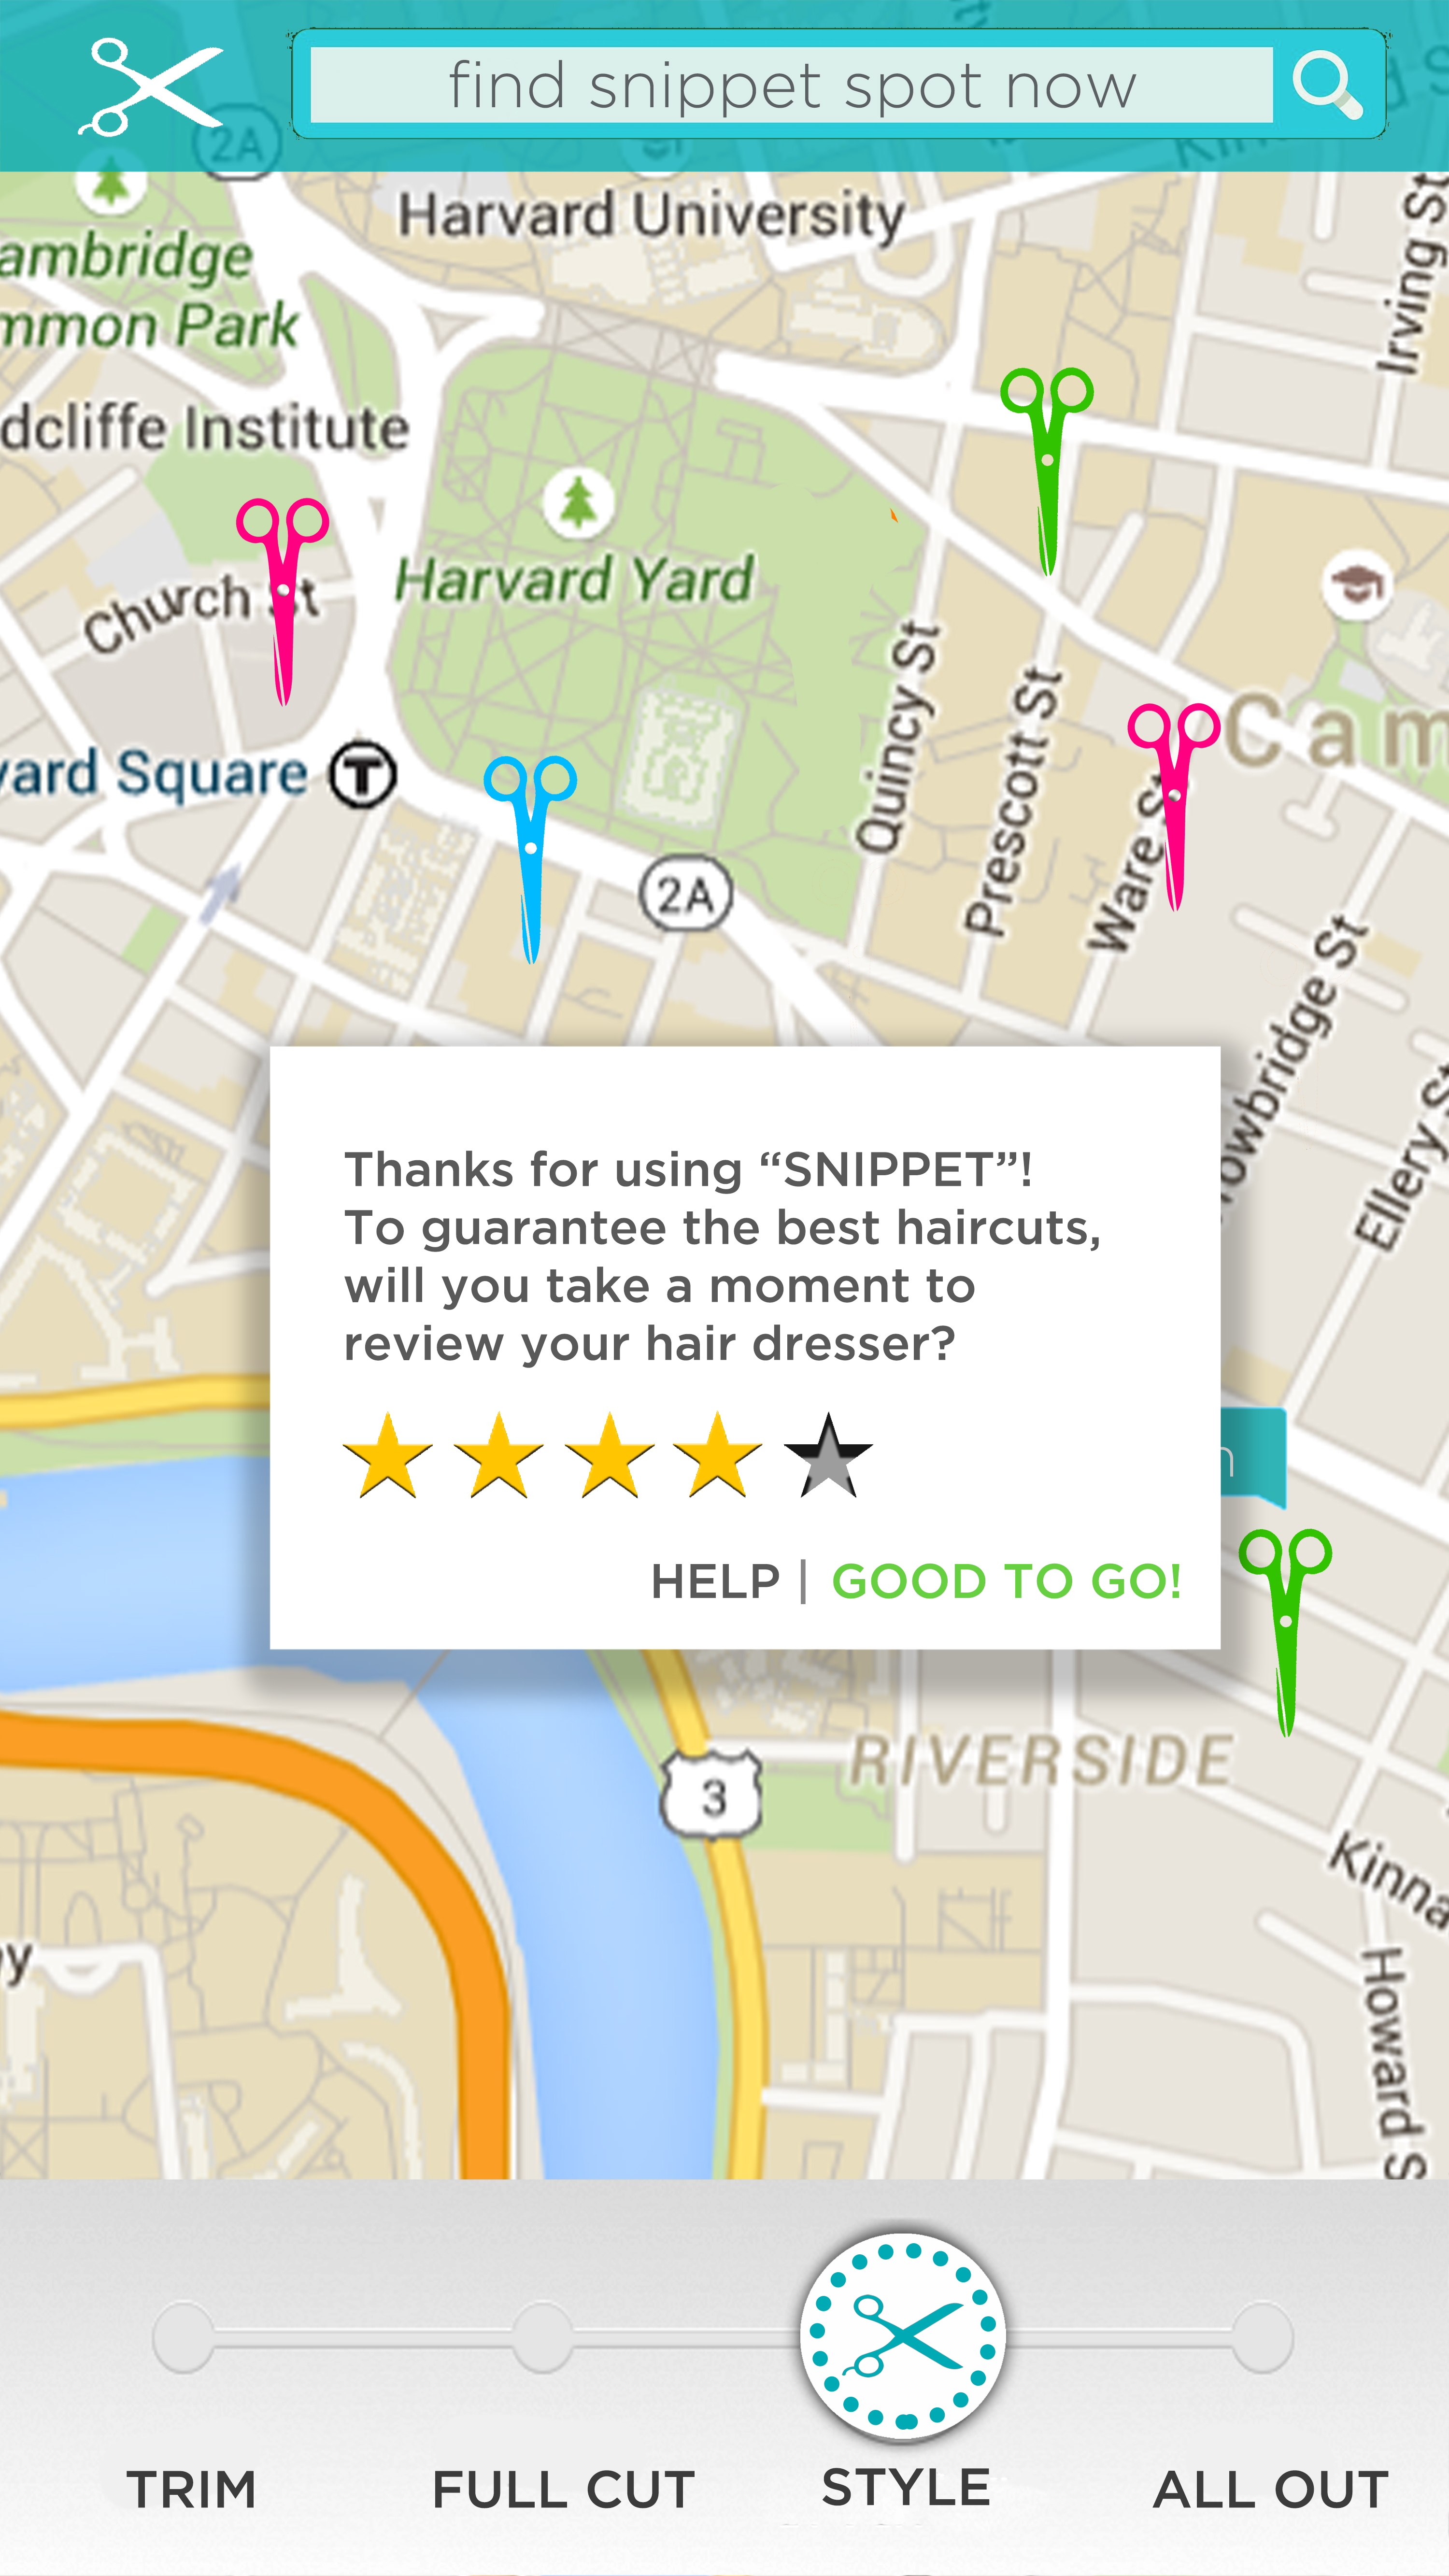 find snippet spot now
2A
Harvard University
Irving St
ambridge
mmon Park
dcliffe Institute
Harvard Yard
Church St
Quincy St
Prescott St
Cam
vard Square
T
Ware St
2A
rowbridge St
Ellery St
Thanks for using “SNIPPET”!
To guarantee the best haircuts,
will you take a moment to
review your hair dresser?
n
HELP | GOOD TO GO!
RIVERSIDE
3
Kinna
Howard S
y
TRIM
FULL CUT
STYLE
ALL OUT